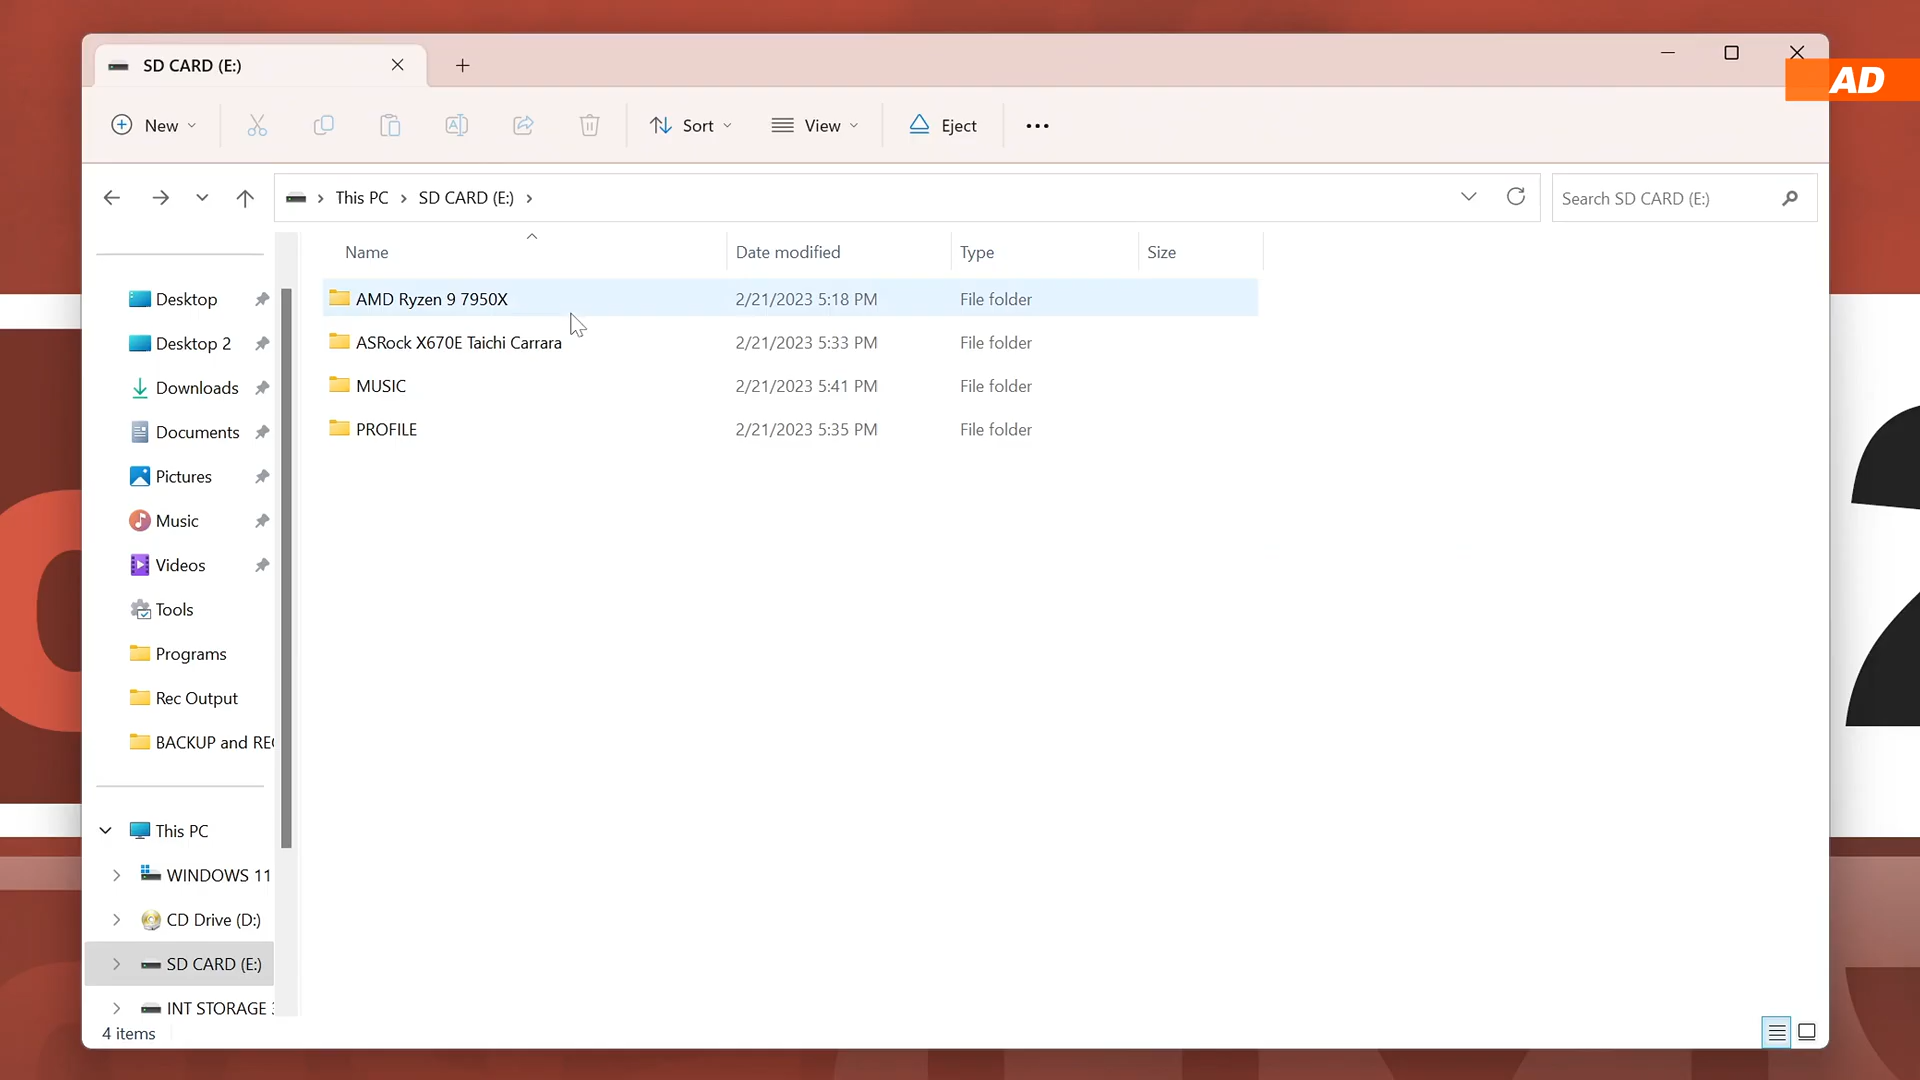 SD CARD (E:)
AD
New
Sort
View
Eject
This PC
SD CARD (E:)
Search SD CARD (E:)
Name
Date modified
Type
Size
Desktop
AMD Ryzen 9 7950X
2/21/2023 5:18 PM
File folder
Desktop 2
ASRock X670E Taichi Carrara
2/21/2023 5:33 PM
File folder
Downloads
MUSIC
2/21/2023 5:41 PM
File folder
Documents
PROFILE
2/21/2023 5:35 PM
File folder
Pictures
Music
Videos
Tools
Programs
Rec Output
BACKUP and REC
This PC
WINDOWS 11
CD Drive (D:)
SD CARD (E:)
INT STORAGE
4 items